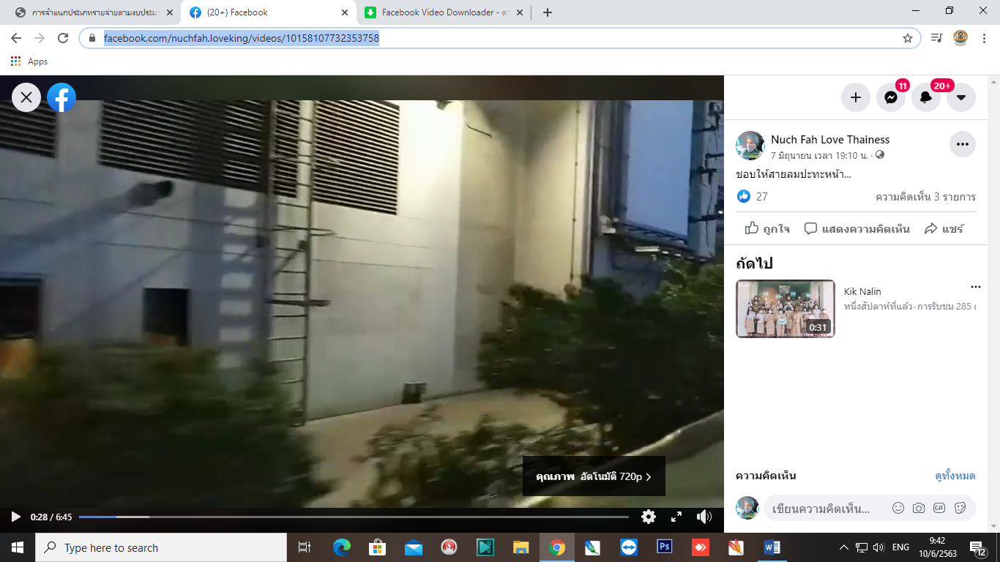 การจำแนกประเภทรายจ่ายตามงบประมา
(20+) Facebook
Facebook Video Downloader - ดา
facebook.com/nuchfah.loveking/videos/10158107732353758
Apps
11
20+
Nuch Fah Love Thainess
7 มิถุนายน เวลา 19:10 น. ·
ชอบให้สายลมปะทะหน้า...
27
ความคิดเห็น 3 รายการ
ถูกใจ
แสดงความคิดเห็น
แชร์
ถัดไป
PLAY
Kik Nalin
หนึ่งสัปดาห์ที่แล้ว · การรับชม 285 ค
0:31
คุณภาพ อัตโนมัติ 720p
ความคิดเห็น
ดูทั้งหมด
เขียนความคิดเห็น...
GIF
0:28 / 6:45
Type here to search
Ps
W
ENG
9:42
10/6/2563
12